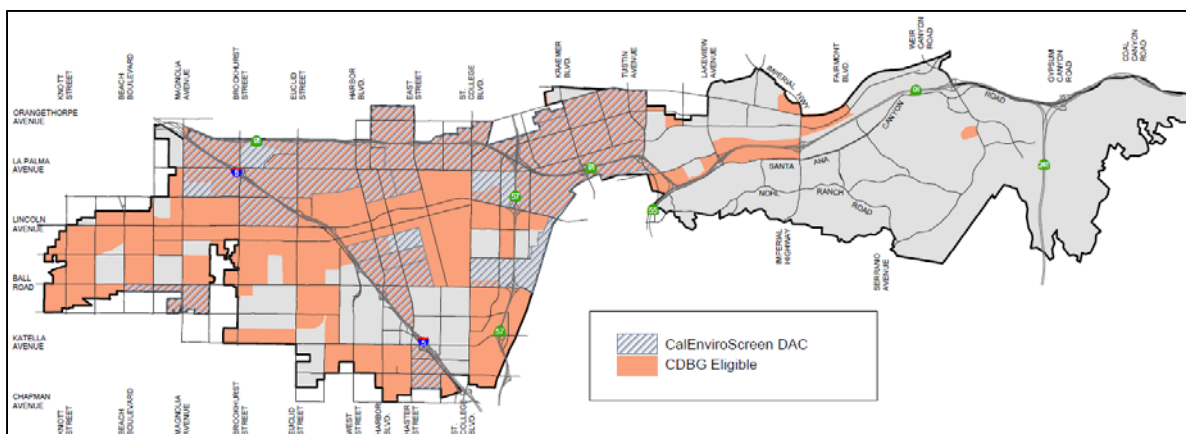 KNOTT
STREET
BEACH
BOULEVARD
MAGNOLIA
AVENUE
BROOKHURST
STREET
EUCLID
STREET
HARBOR
BLVD.
EAST
STREET
ST.
COLLEGE
BLVD.
KRAEMER
BLVD.
TUSTIN
AVENUE
LAKEVIEW
AVENUE
IMPERIAL HWY
FAIRMONT
BLVD.
WEIR
CANYON
ROAD
GYPSUM
CANYON
ROAD
COAL
CANYON
ROAD
ORANGETHORPE
AVENUE
LA PALMA
AVENUE
LINCOLN
AVENUE
BALL
ROAD
KATELLA
AVENUE
CHAPMAN
AVENUE
91
5
57
91
55
91
241
57
5
SANTA ANA CANYON ROAD
NOHL RANCH ROAD
IMPERIAL
HIGHWAY
SERRANO
AVENUE
CalEnviroScreen DAC
CDBG Eligible
KNOTT
STREET
BEACH
BOULEVARD
MAGNOLIA
AVENUE
BROOKHURST
STREET
EUCLID
STREET
WEST
STREET
HARBOR
BLVD.
HASTER
STREET
ST.
COLLEGE
BLVD.